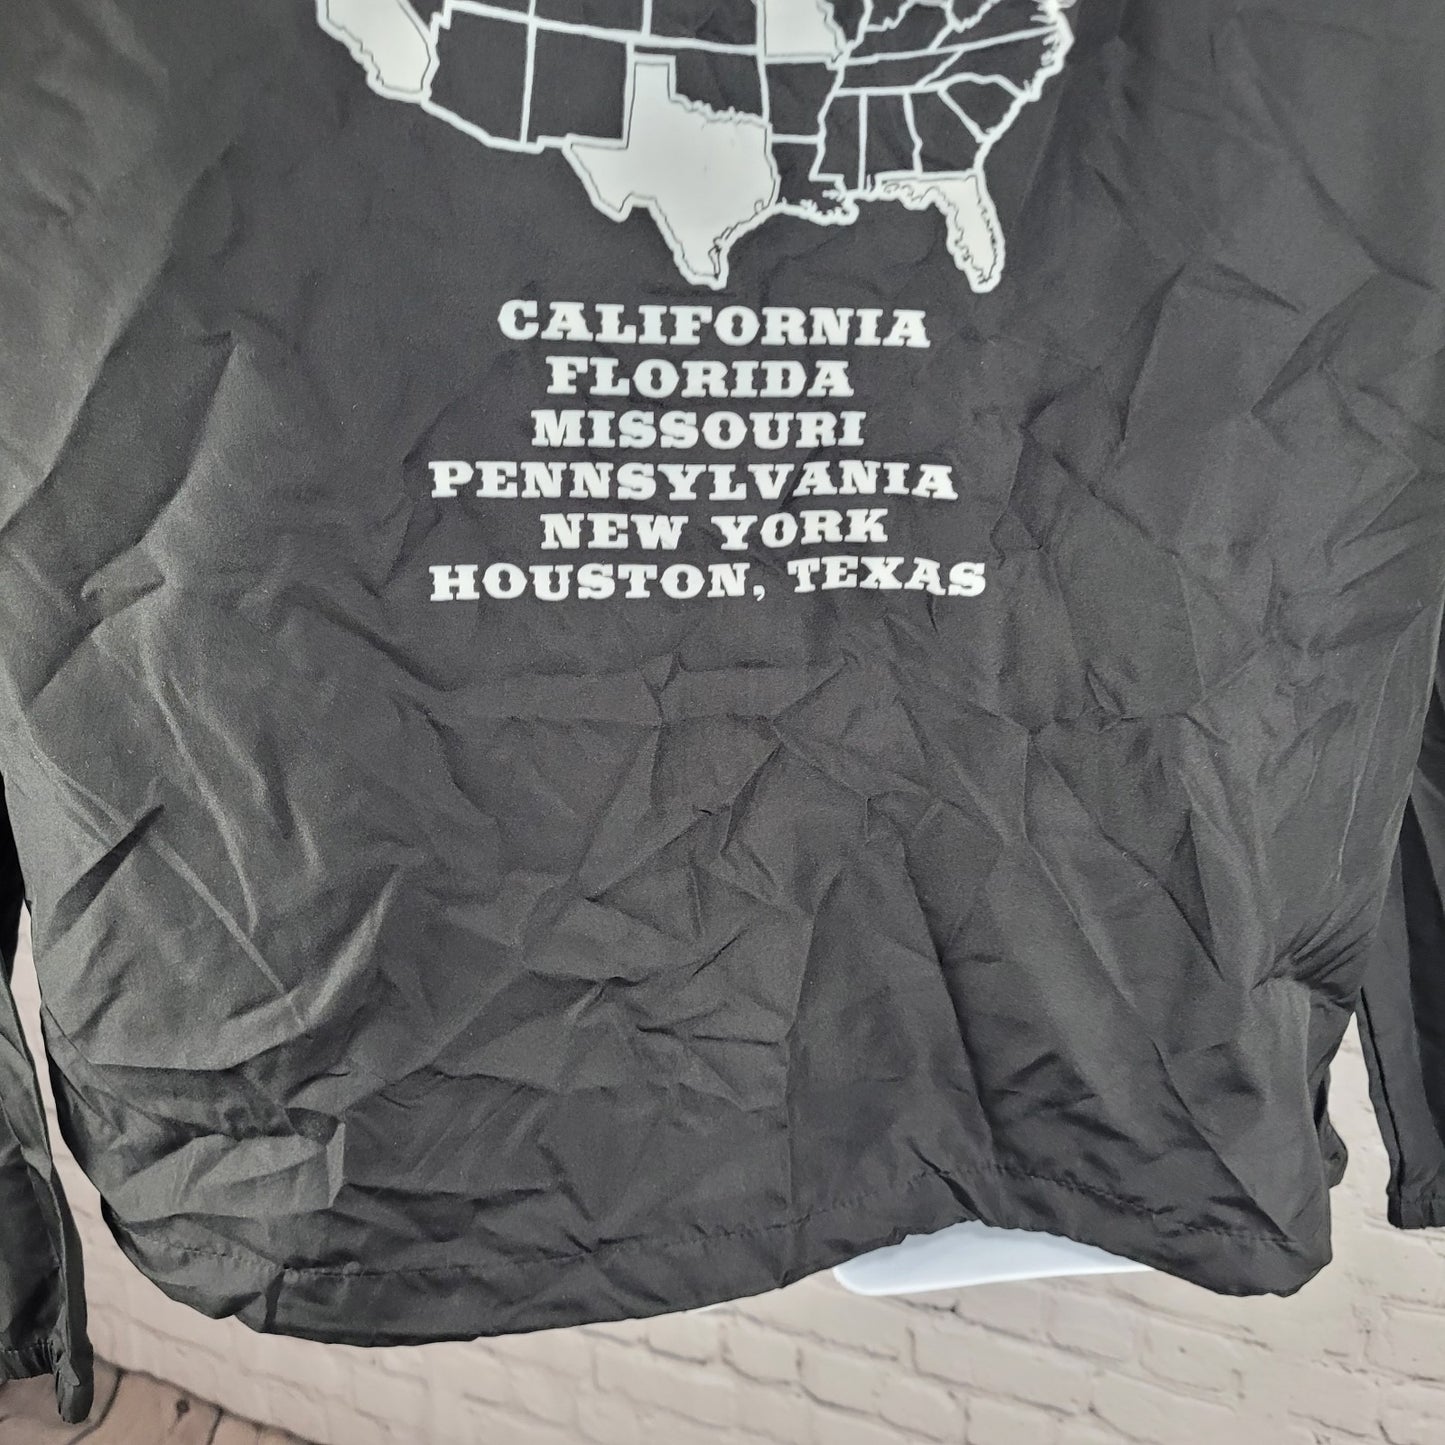 CALIFORNIA
FLORIDA
MISSOURI
PENNSYLVANIA
NEW YORK
HOUSTON, TEXAS